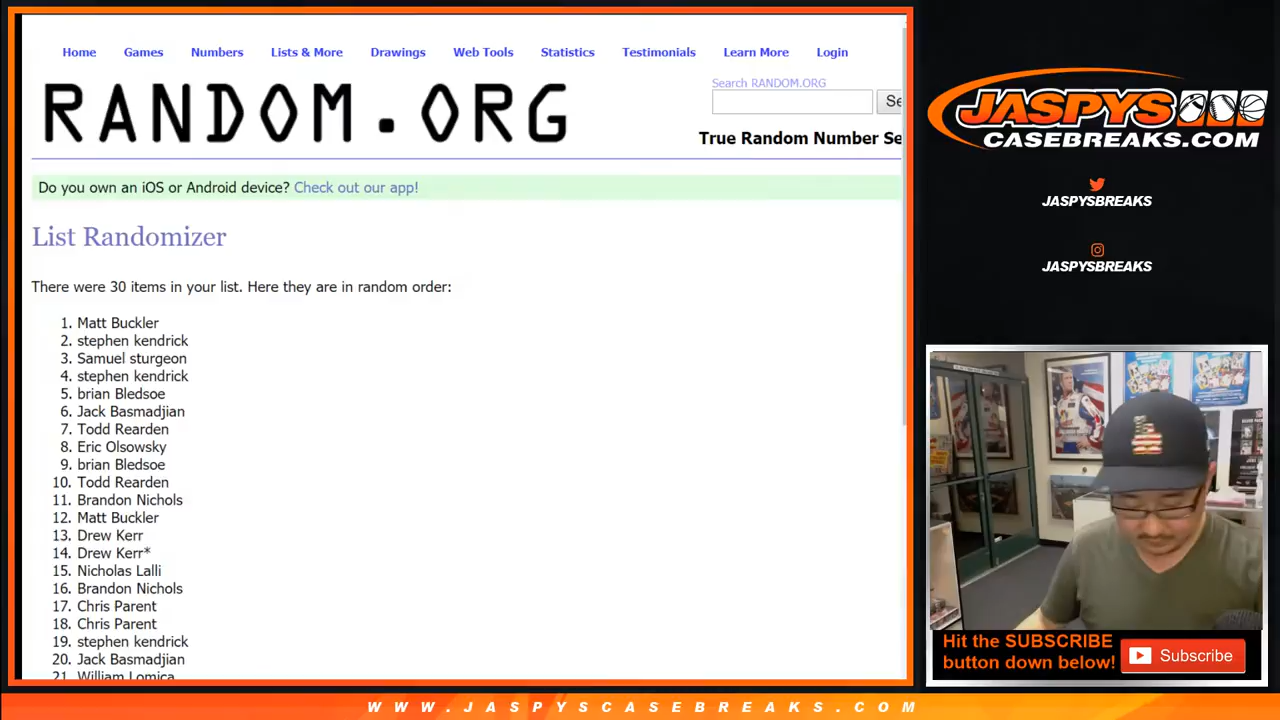 Home Games Numbers Lists & More Drawings Web Tools Statistics Testimonials Learn More Login
RANDOM.ORG
Search RANDOM.ORG
Se
True Random Number Se
Do you own an iOS or Android device? Check out our app!
List Randomizer
There were 30 items in your list. Here they are in random order:
1. Matt Buckler
2. stephen kendrick
3. Samuel sturgeon
4. stephen kendrick
5. brian Bledsoe
6. Jack Basmadjian
7. Todd Rearden
8. Eric Olsowsky
9. brian Bledsoe
10. Todd Rearden
11. Brandon Nichols
12. Matt Buckler
13. Drew Kerr
14. Drew Kerr*
15. Nicholas Lalli
16. Brandon Nichols
17. Chris Parent
18. Chris Parent
19. stephen kendrick
20. Jack Basmadjian
21. William Lomica
JASPYS
CASEBREAKS.COM
JASPYSBREAKS
JASPYSBREAKS
Hit the SUBSCRIBE
button down below!
Subscribe
WWW.JASPYSCASEBREAKS.COM